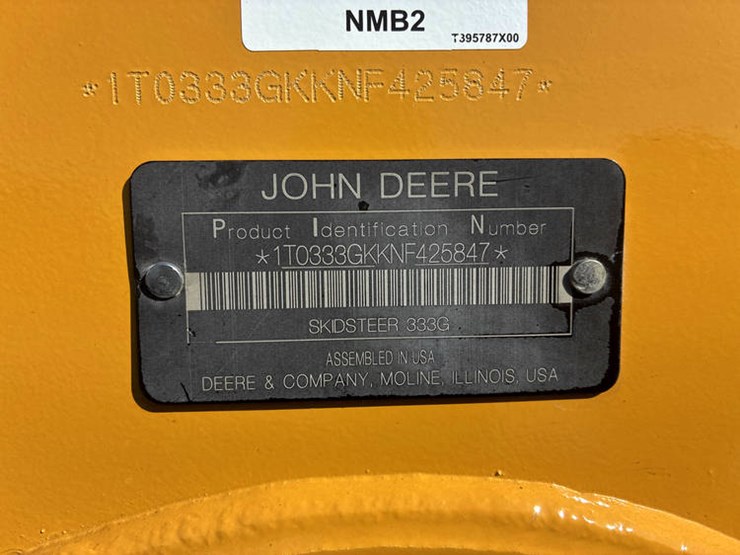 NMB2
T395787X00
*1T0333GKKNF425847*
JOHN DEERE
Product Identification Number
*1T0333GKKNF425847*
SKIDSTEER 333G
ASSEMBLED IN USA
DEERE & COMPANY, MOLINE, ILLINOIS, USA